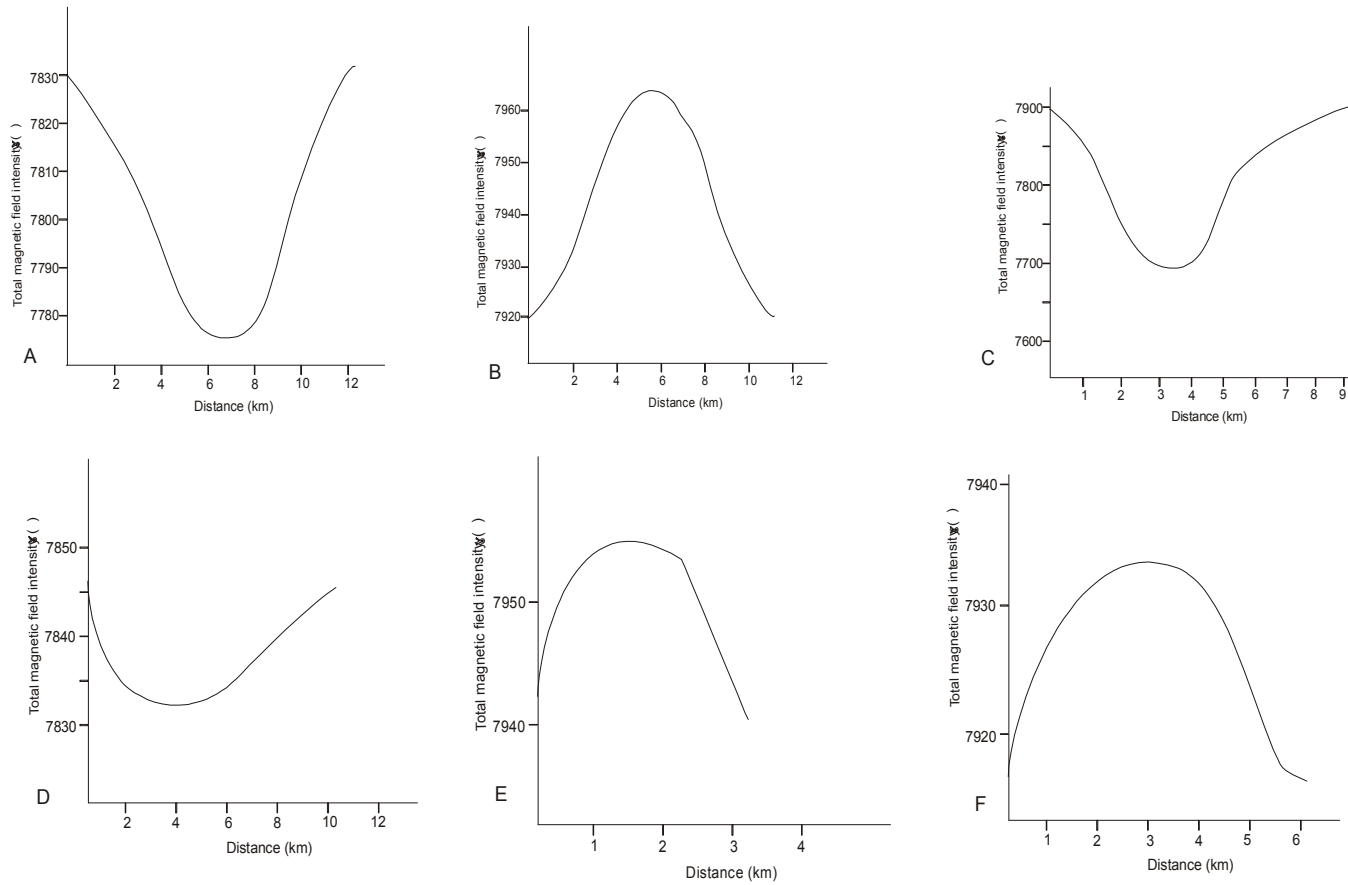 Total magnetic field intensity ( )
7830
7820
7810
7800
7790
7780
A
2 4 6 8 10 12
Distance (km)
Total magnetic field intensity ( )
7960
7950
7940
7930
7920
B
2 4 6 8 10 12
Distance (km)
Total magnetic field intensity ( )
7900
7800
7700
7600
C
1 2 3 4 5 6 7 8 9
Distance (km)
Total magnetic field intensity ( )
7850
7840
7830
D
2 4 6 8 10 12
Distance (km)
Total magnetic field intensity ( )
7950
7940
E
1 2 3 4
Distance (km)
Total magnetic field intensity ( )
7940
7930
7920
F
1 2 3 4 5 6
Distance (km)